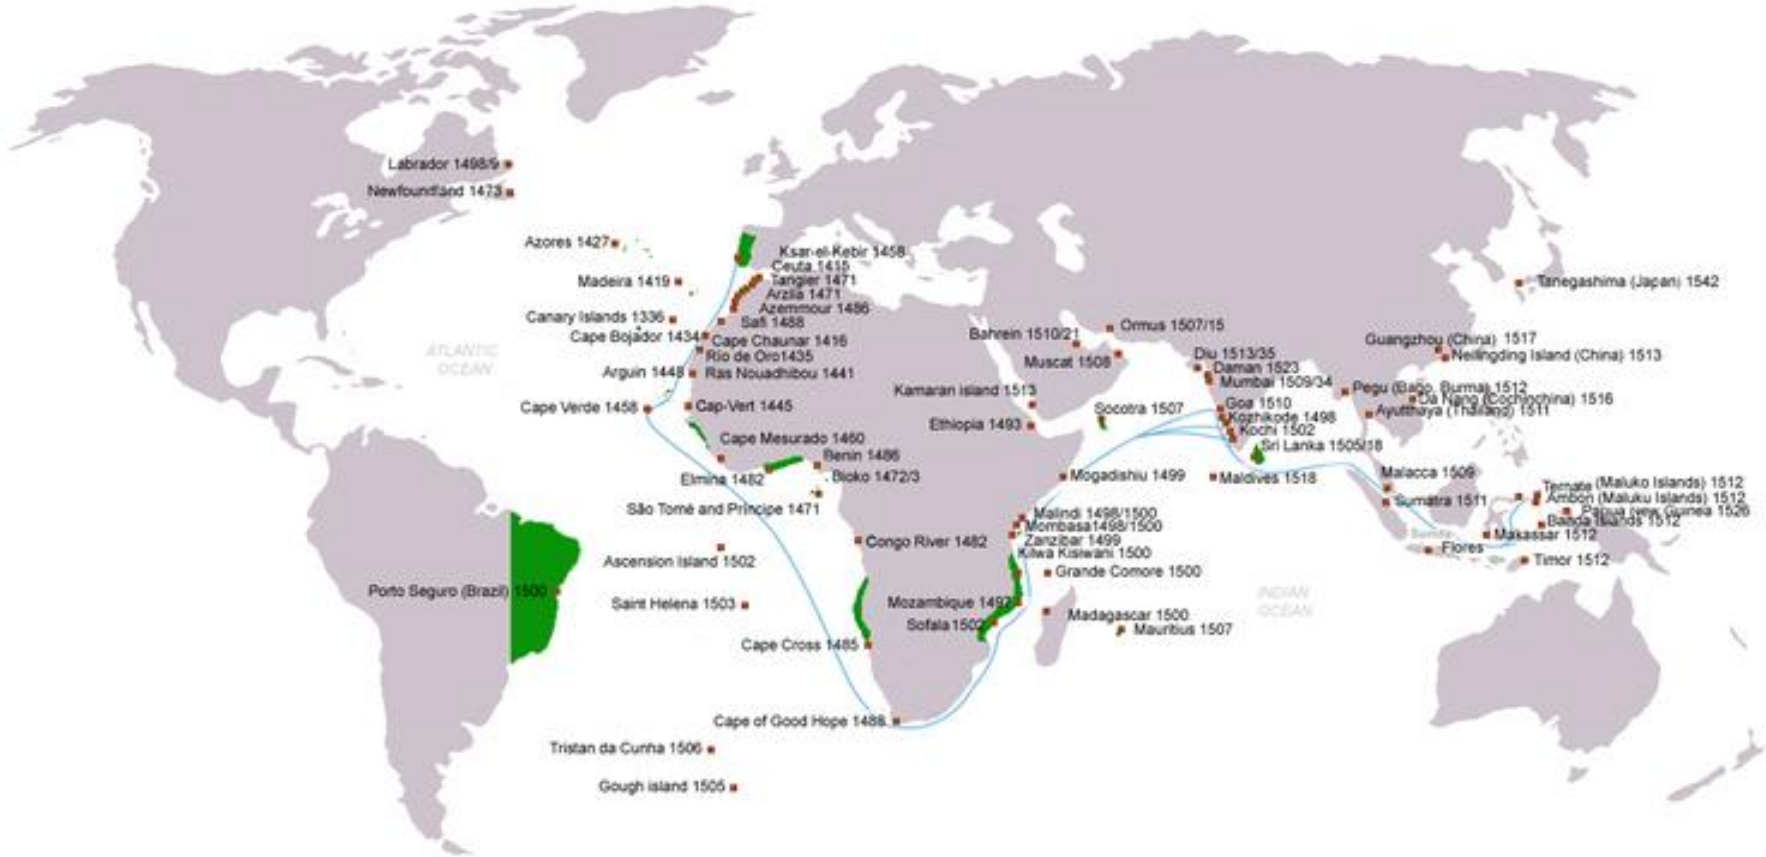 Labrador 1498/9
Newfoundland 1473
Azores 1427
Madeira 1419
Canary Islands 1336
Cape Bojador 1434
Ksar-el-Kebir 1458
Ceuta 1415
Tangier 1471
Arzila 1471
Azemmour 1486
Safi 1488
Cape Chaunar 1416
Rio de Oro1435
Arguin 1448
Ras Nouadhibou 1441
Cape Verde 1458
Cap-Vert 1445
Cape Mesurado 1460
Benin 1486
Elmina 1482
Bioko 1472/3
São Tomé and Príncipe 1471
ATLANTIC
OCEAN
Congo River 1482
Ascension Island 1502
Porto Seguro (Brazil) 1500
Saint Helena 1503
Cape Cross 1485
Cape of Good Hope 1488
Tristan da Cunha 1506
Gough island 1505
Bahrein 1510/21
Ormus 1507/15
Muscat 1508
Kamaran island 1513
Ethiopia 1493
Socotra 1507
Mogadishiu 1499
Malindi 1498/1500
Mombasa1498/1500
Zanzibar 1499
Kilwa Kisiwani 1500
Grande Comore 1500
Mozambique 1497
Sofala 1502
Madagascar 1500
Mauritius 1507
Diu 1513/35
Daman 1523
Mumbai 1509/34
Goa 1510
Kozhikode 1498
Kochi 1502
Sri Lanka 1505/18
Maldives 1518
INDIAN
OCEAN
Tanegashima (Japan) 1542
Guangzhou (China) 1517
Neilingding Island (China) 1513
Pegu (Bago, Burma) 1512
Da Nang (Cochinchina) 1516
Ayutthaya (Thailand) 1511
Malacca 1509
Sumatra 1511
Ternate (Maluko Islands) 1512
Ambon (Maluku Islands) 1512
Papua new Guinea 1526
Banda Islands 1512
Makassar 1512
Sunda
Flores
Timor 1512